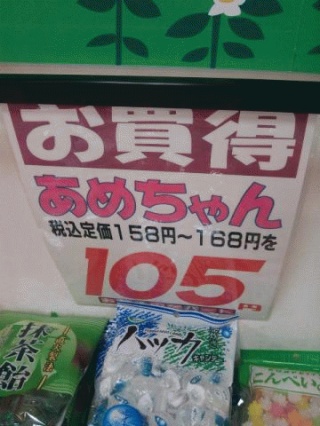 お買得
あめちゃん
税込定価158円～168円を
105
円
抹茶飴
ハッカ
こんぺい